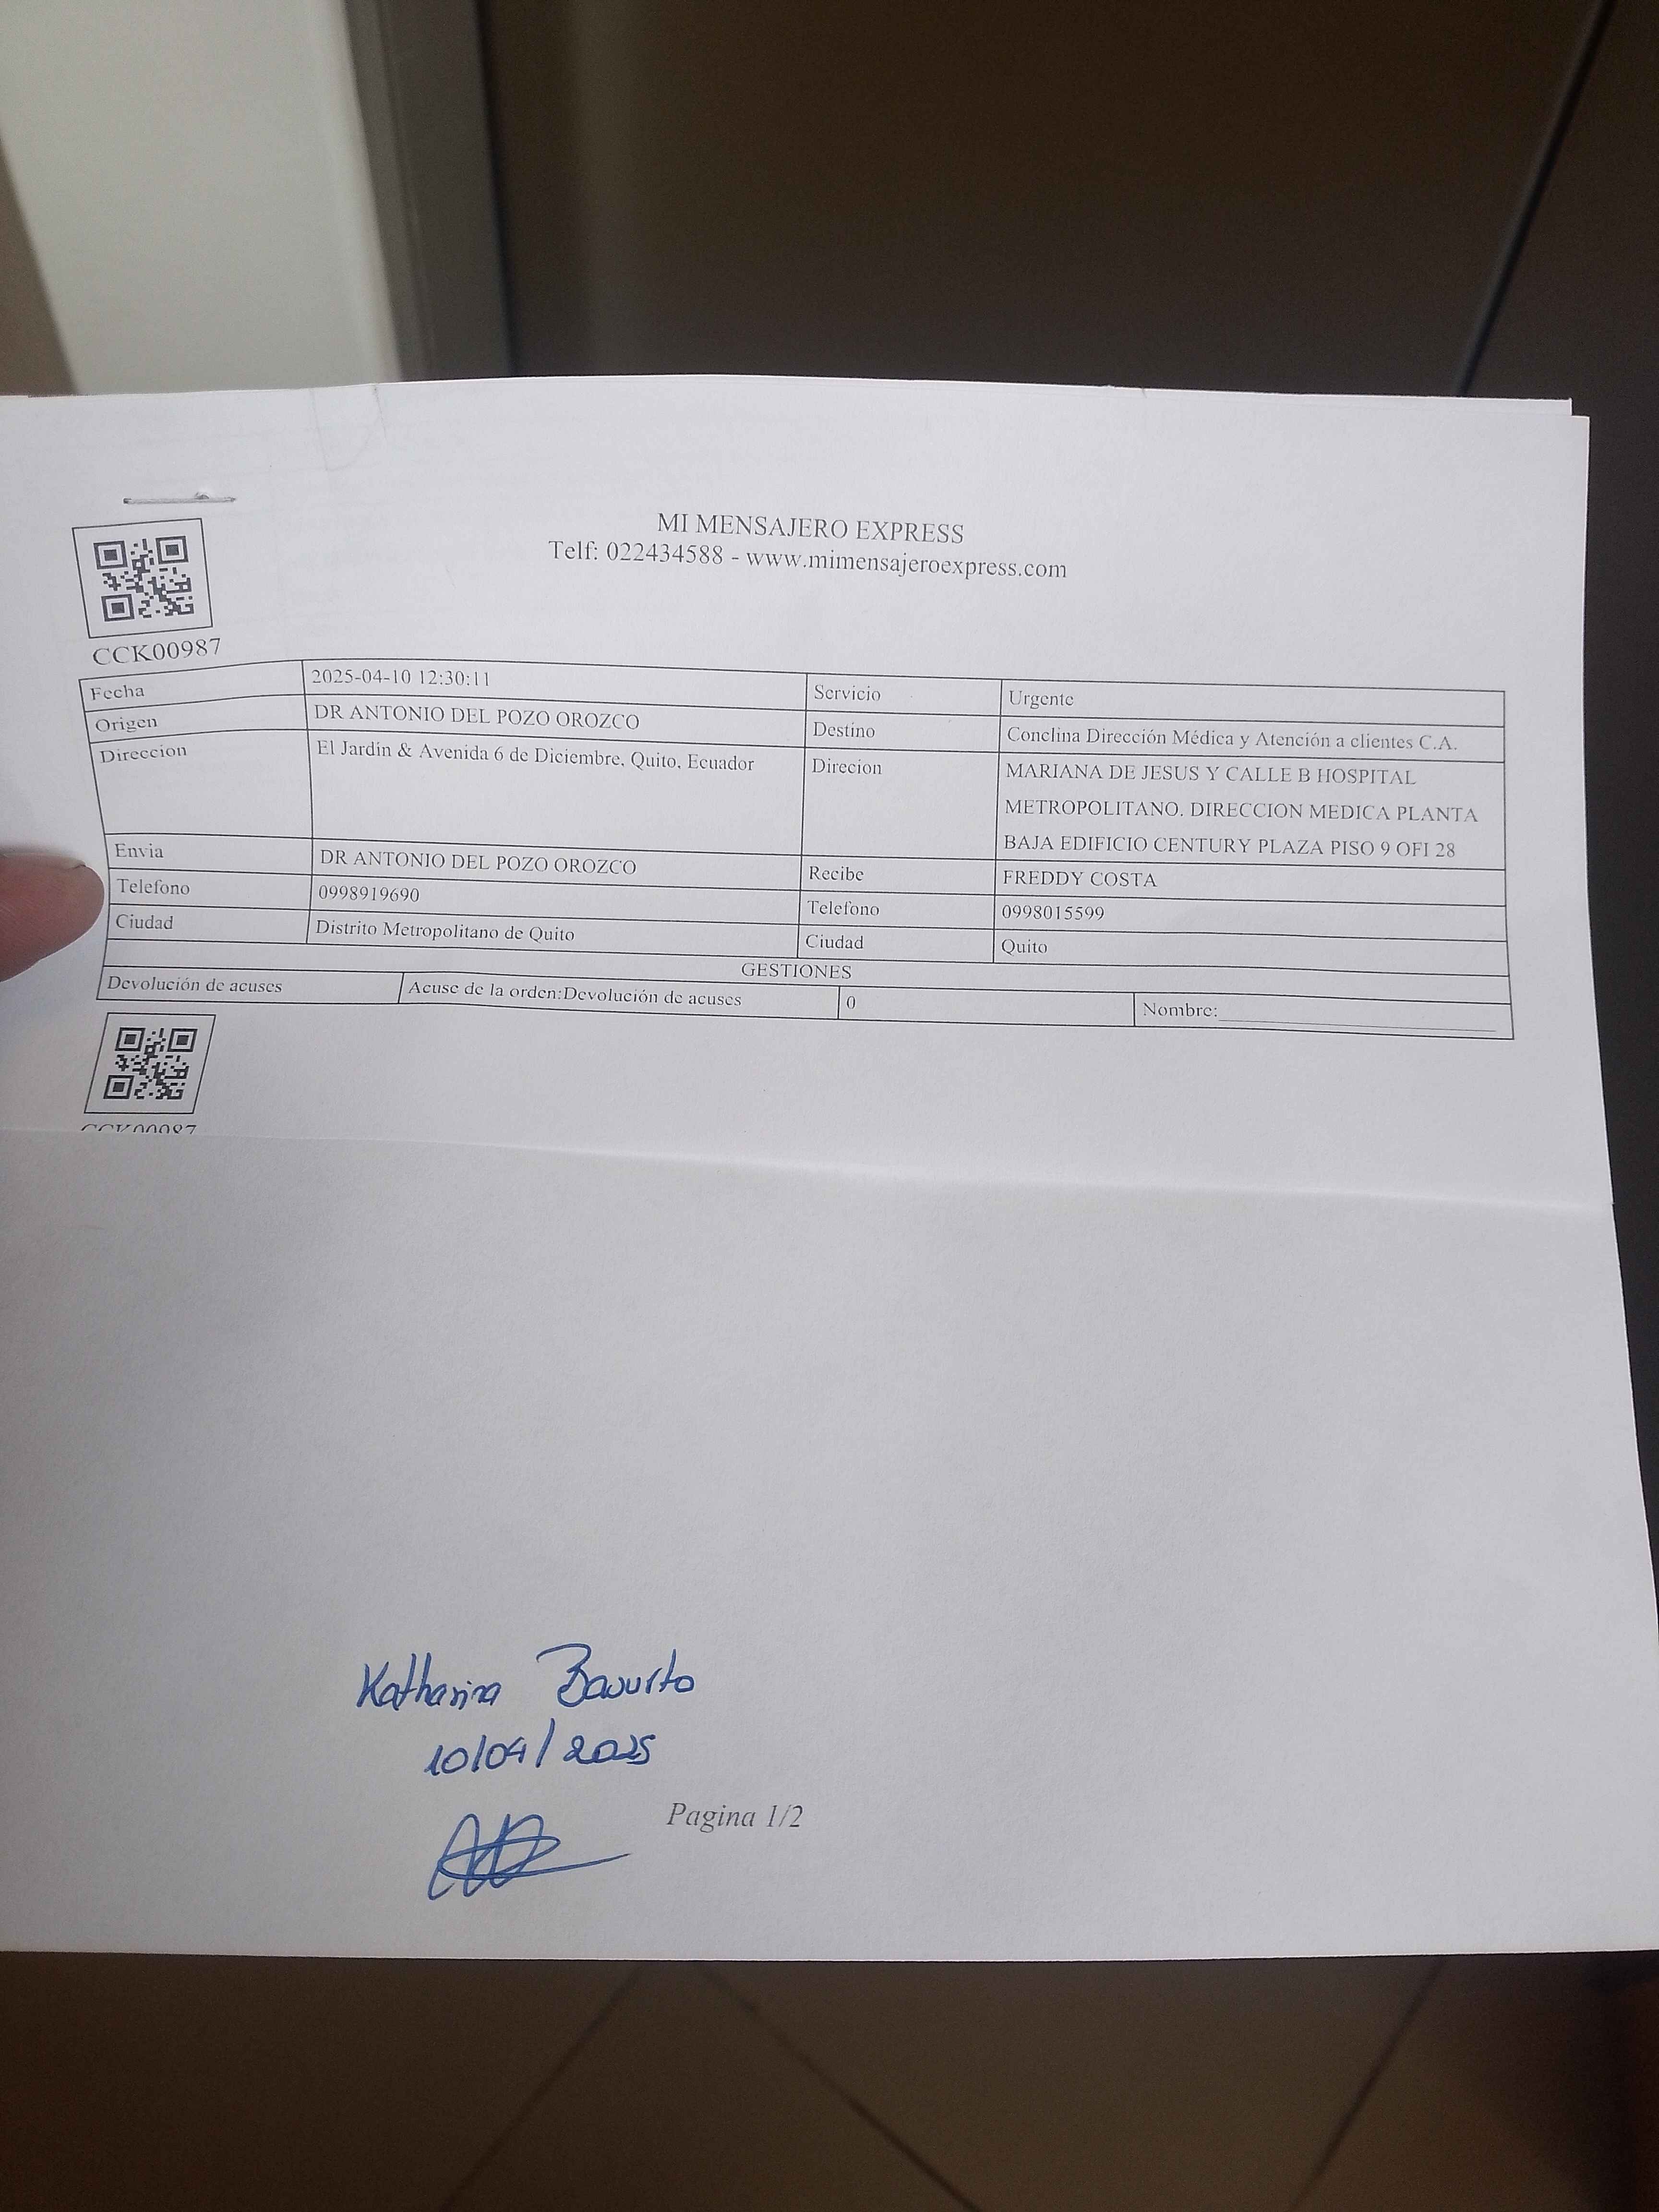 MI MENSAJERO EXPRESS
Telf: 022434588 - www.mimensajeroexpress.com
CCK00987
Fecha 2025-04-10 12:30:11 Servicio Urgente
Origen DR ANTONIO DEL POZO OROZCO Destino Conclina Dirección Médica y Atención a clientes C.A.
Direccion El Jardín & Avenida 6 de Diciembre, Quito, Ecuador Direcion MARIANA DE JESUS Y CALLE B HOSPITAL
METROPOLITANO. DIRECCION MEDICA PLANTA
BAJA EDIFICIO CENTURY PLAZA PISO 9 OFI 28
Envia DR ANTONIO DEL POZO OROZCO Recibe FREDDY COSTA
Telefono 0998919690 Telefono 0998015599
Ciudad Distrito Metropolitano de Quito Ciudad Quito
GESTIONES
Devolución de acuses Acuse de la orden:Devolución de acuses 0 Nombre:
CCK00987
Katharina
10/04/2025
Pagina 1/2